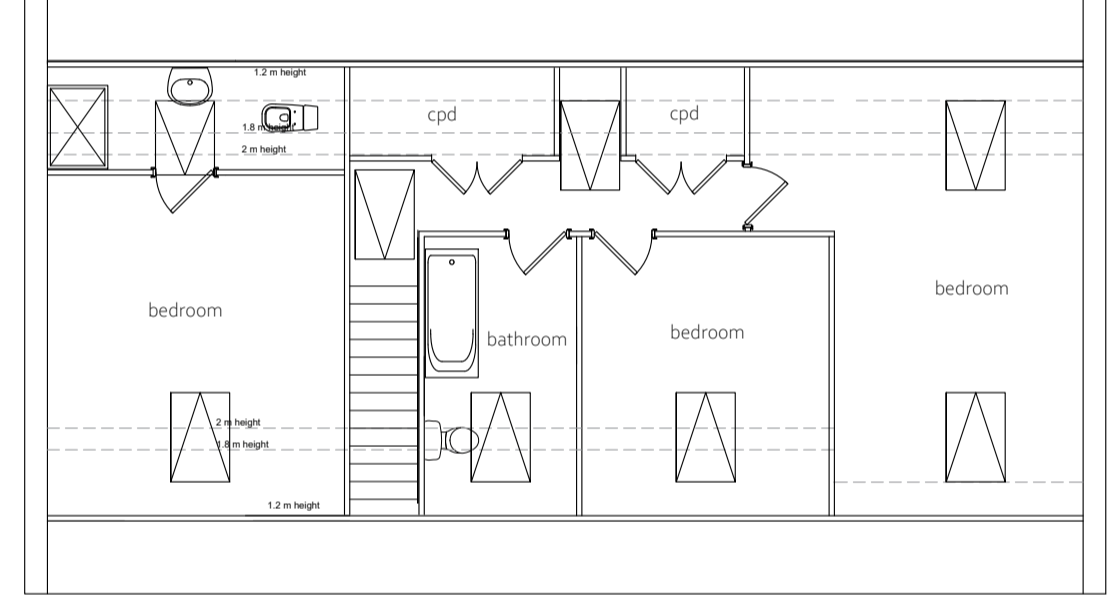 1.2 m height
cpd
cpd
1.8 m height
2 m height
bedroom
bedroom
bathroom
bedroom
2 m height
1.8 m height
1.2 m height